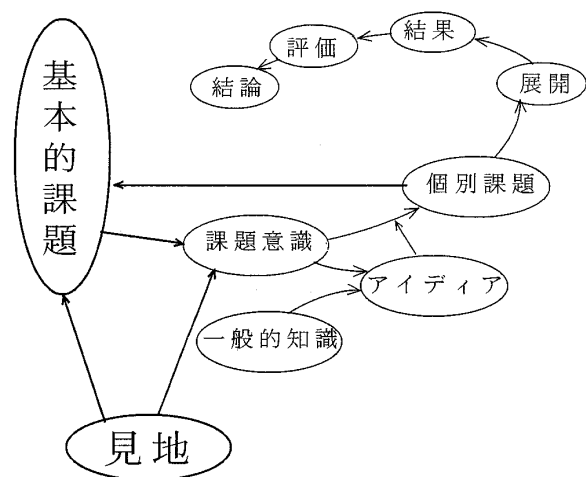 結果
評価
結論
展開
基本的課題
個別課題
課題意識
アイディア
一般的知識
見地